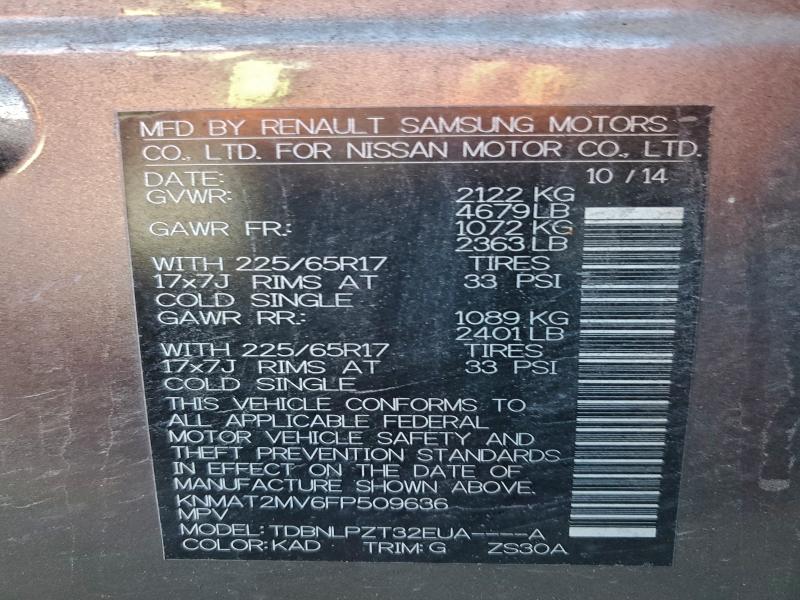 MFD BY RENAULT SAMSUNG MOTORS
CO., LTD. FOR NISSAN MOTOR CO., LTD.
DATE: 10 / 14
GVWR: 2122 KG
4679 LB
GAWR FR.: 1072 KG
2363 LB
WITH 225/65R17 TIRES
17x7J RIMS AT 33 PSI
COLD SINGLE
GAWR RR.: 1089 KG
2401 LB
WITH 225/65R17 TIRES
17x7J RIMS AT 33 PSI
COLD SINGLE
THIS VEHICLE CONFORMS TO
ALL APPLICABLE FEDERAL
MOTOR VEHICLE SAFETY AND
THEFT PREVENTION STANDARDS
IN EFFECT ON THE DATE OF
MANUFACTURE SHOWN ABOVE.
KNMAT2MV6FP509636
MPV
MODEL: TDBNLPZT32EUA----A
COLOR: KAD TRIM: G ZS30A